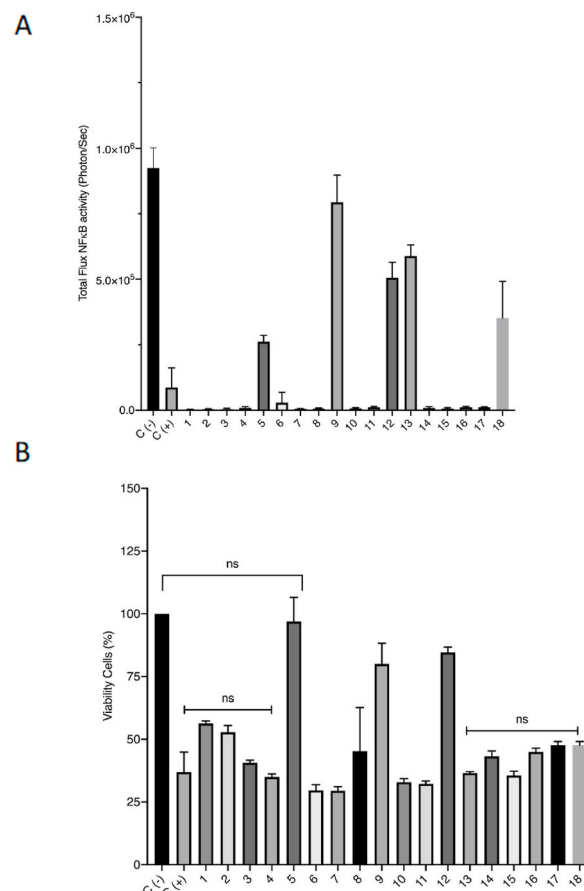 A
Total Flux NFκB activity (Photon/Sec)
1.5×10⁶
1.0×10⁶
5.0×10⁵
0.0
C (-) C (+) 1 2 3 4 5 6 7 8 9 10 11 12 13 14 15 16 17 18
B
Viability Cells (%)
150
125
100
75
50
25
0
ns
ns
ns
C (-) C (+) 1 2 3 4 5 6 7 8 9 10 11 12 13 14 15 16 17 18